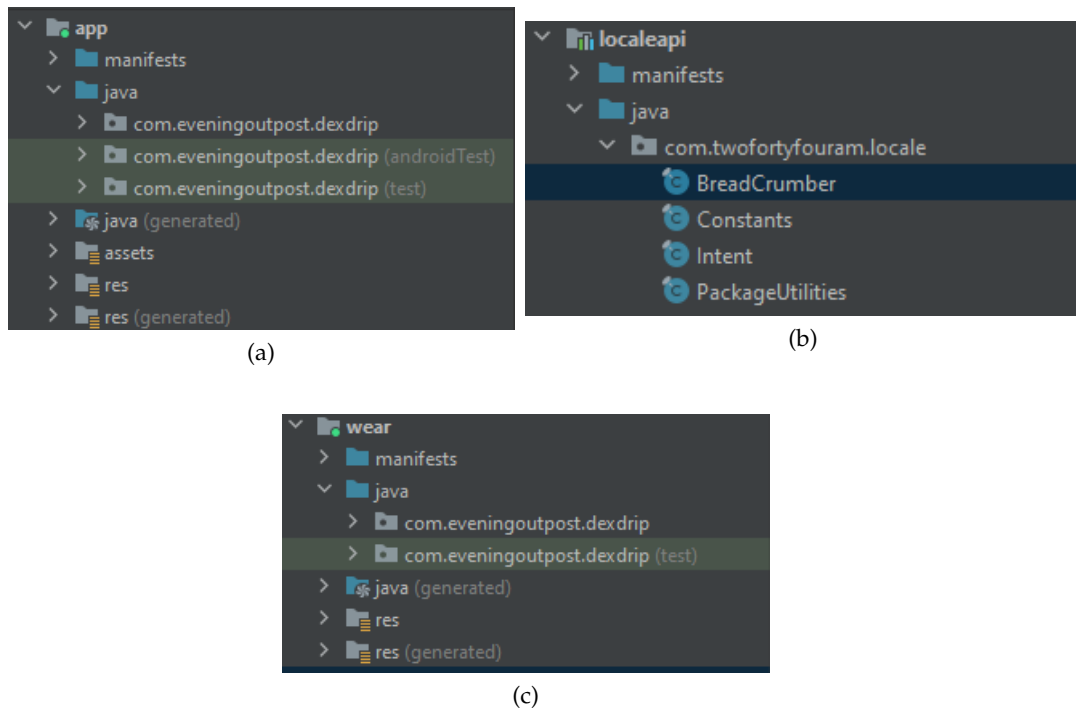 app
manifests
java
com.eveningoutpost.dexdrip
com.eveningoutpost.dexdrip (androidTest)
com.eveningoutpost.dexdrip (test)
java (generated)
assets
res
res (generated)
(a)
localeapi
manifests
java
com.twofortyfouram.locale
BreadCrumber
Constants
Intent
PackageUtilities
(b)
wear
manifests
java
com.eveningoutpost.dexdrip
com.eveningoutpost.dexdrip (test)
java (generated)
res
res (generated)
(c)